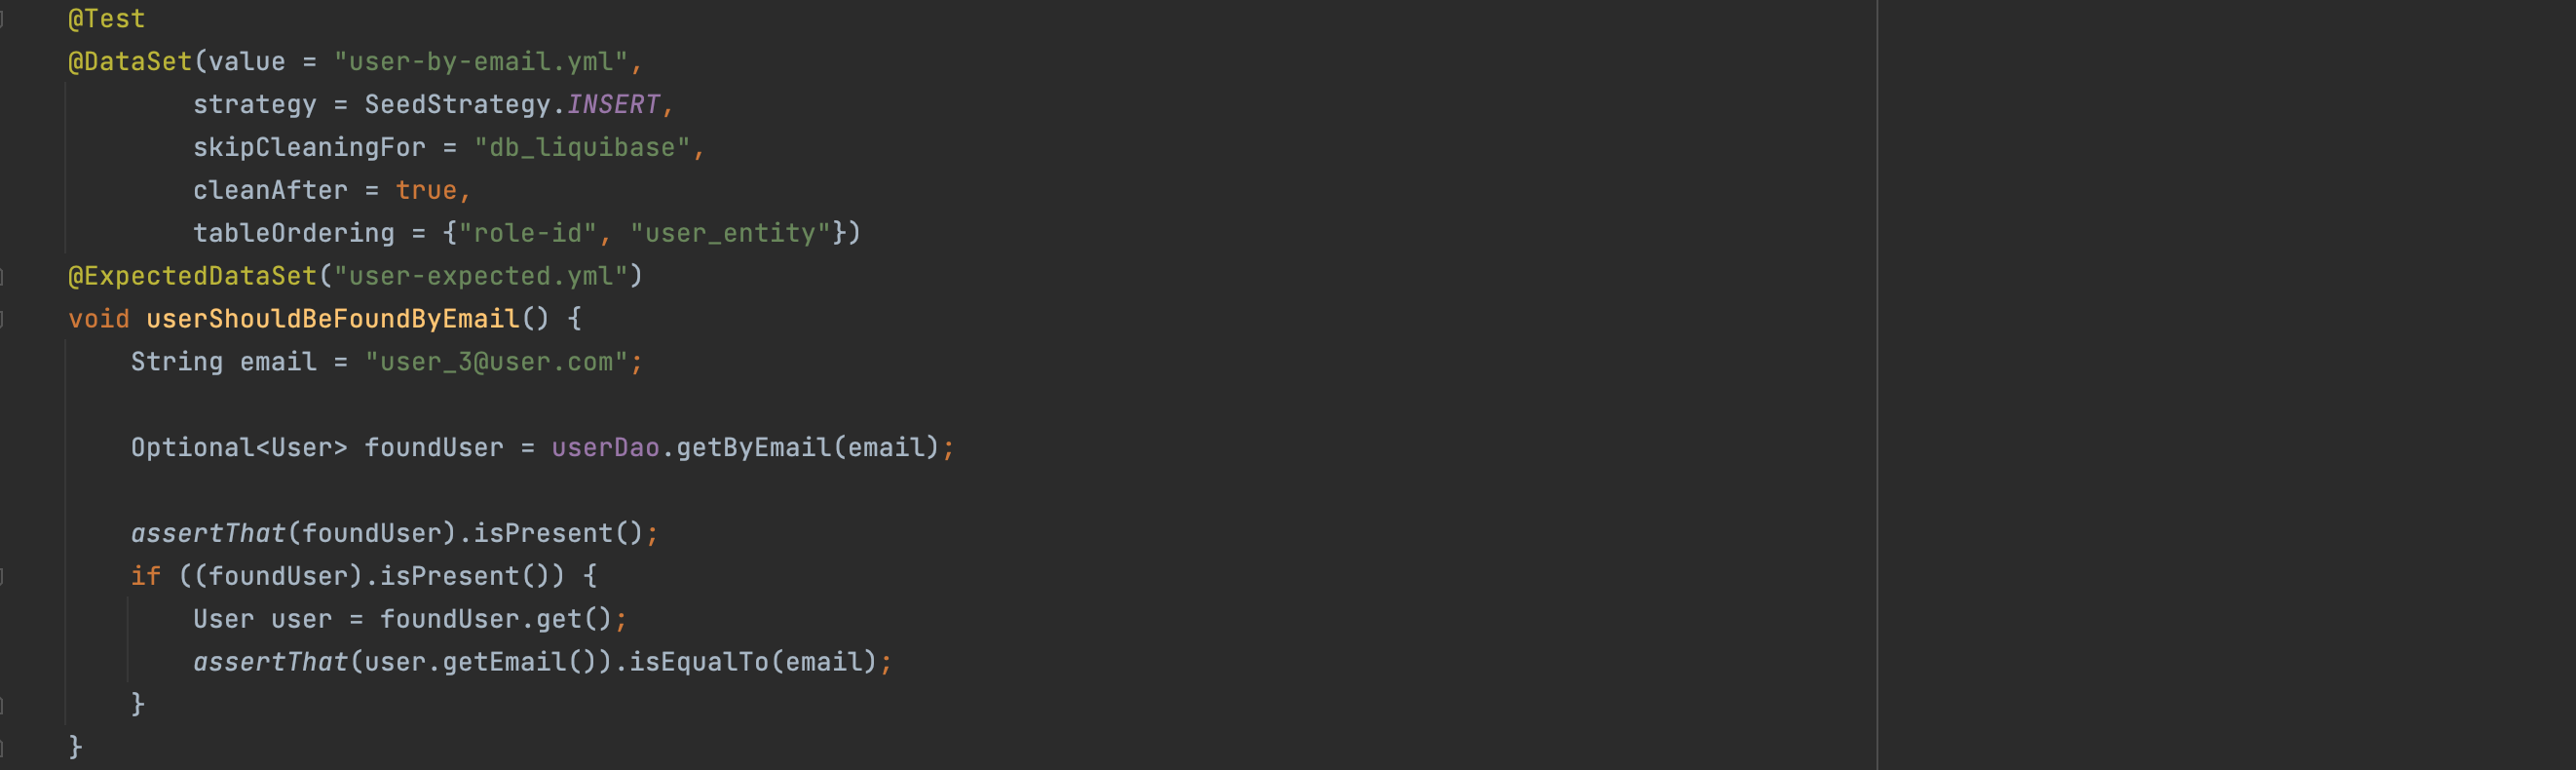 @Test
@DataSet(value = "user-by-email.yml",
        strategy = SeedStrategy.INSERT,
        skipCleaningFor = "db_liquibase",
        cleanAfter = true,
        tableOrdering = {"role-id", "user_entity"})
@ExpectedDataSet("user-expected.yml")
void userShouldBeFoundByEmail() {
    String email = "user_3@user.com";
    Optional<User> foundUser = userDao.getByEmail(email);
    assertThat(foundUser).isPresent();
    if ((foundUser).isPresent()) {
        User user = foundUser.get();
        assertThat(user.getEmail()).isEqualTo(email);
    }
}